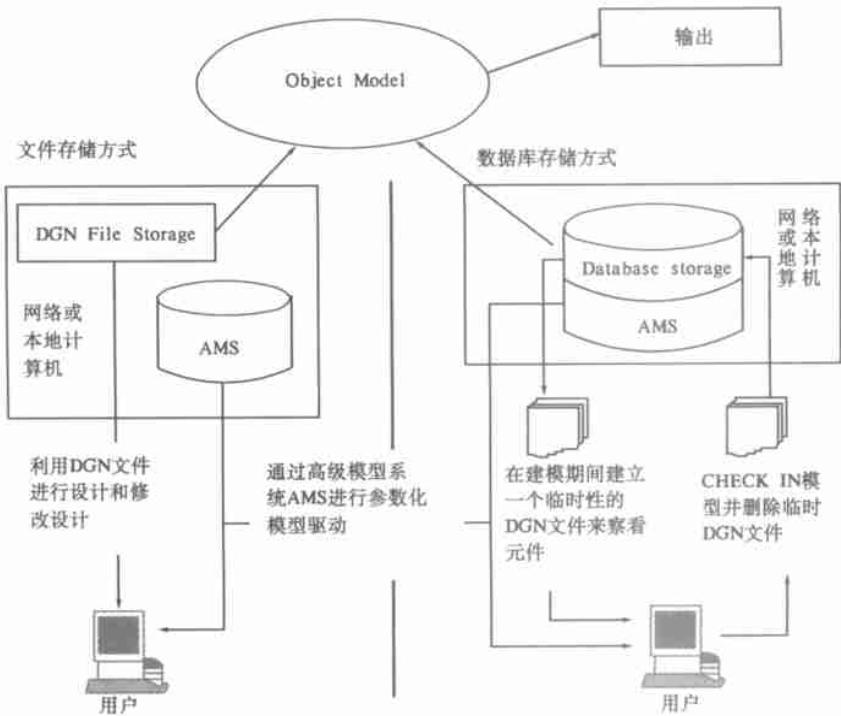 Object Model
输出
文件存储方式
数据库存储方式
DGN File Storage
网络或
本地计
算机
AMS
Database storage
AMS
网络
或本
地计
算机
利用DGN文件
进行设计和修
改设计
通过高级模型系
统AMS进行参数化
模型驱动
在建模期间建立
一个临时性的
DGN文件来察看
元件
CHECK IN模
型并删除临时
DGN文件
用户
用户